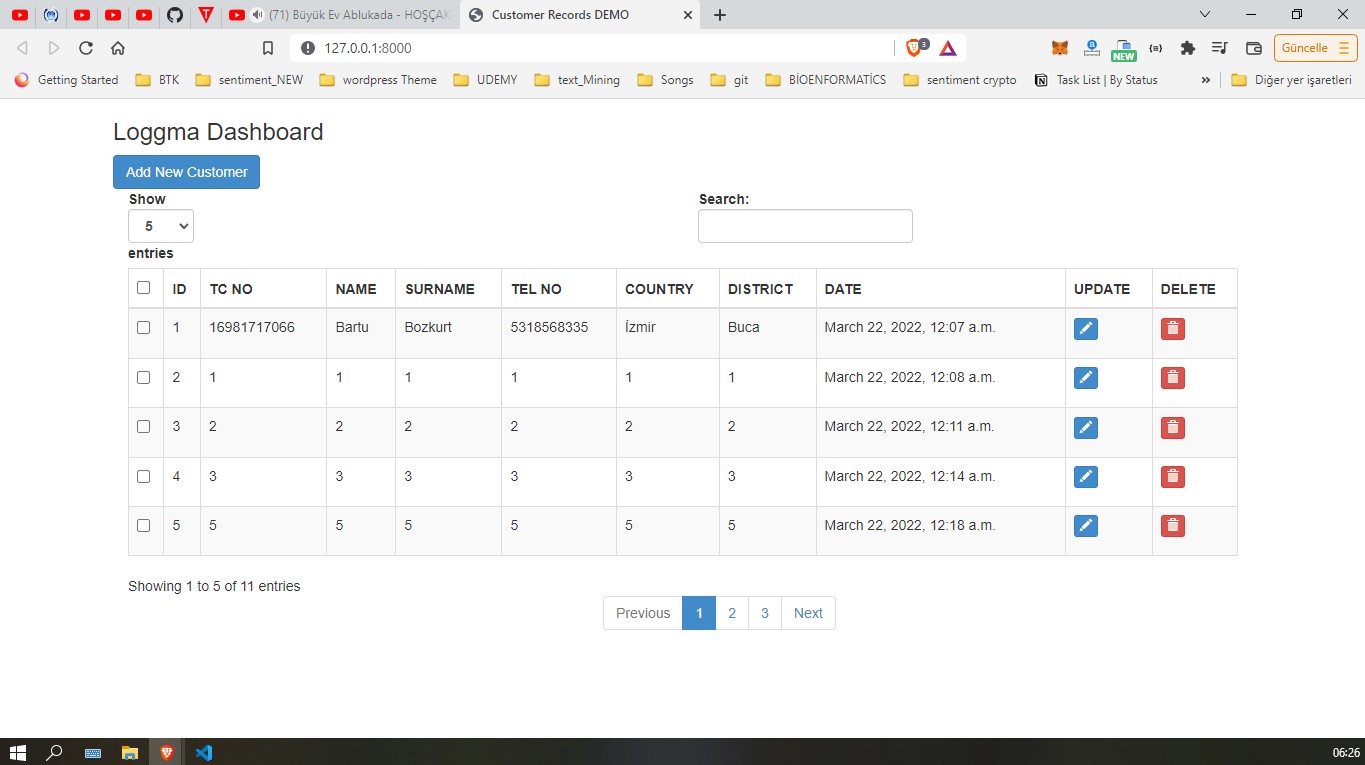 (71) Büyük Ev Ablukada - HOŞÇAK
Customer Records DEMO
127.0.0.1:8000
3
NEW
Güncelle
Getting Started
BTK
sentiment_NEW
wordpress Theme
UDEMY
text_Mining
Songs
git
BİOENFORMATİCS
sentiment crypto
Task List | By Status
»
Diğer yer işaretleri
Loggma Dashboard
Add New Customer
Show
Search:
5
entries
ID TC NO NAME SURNAME TEL NO COUNTRY DISTRICT DATE UPDATE DELETE
1 16981717066 Bartu Bozkurt 5318568335 İzmir Buca March 22, 2022, 12:07 a.m.
2 1 1 1 1 1 1 March 22, 2022, 12:08 a.m.
3 2 2 2 2 2 2 March 22, 2022, 12:11 a.m.
4 3 3 3 3 3 3 March 22, 2022, 12:14 a.m.
5 5 5 5 5 5 5 March 22, 2022, 12:18 a.m.
Showing 1 to 5 of 11 entries
Previous 1 2 3 Next
06:26